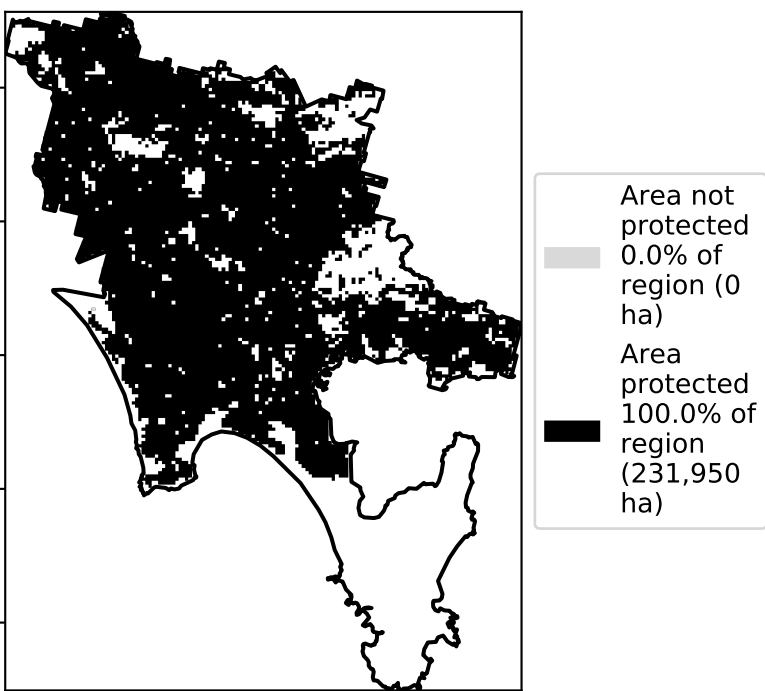 Area not
protected
0.0% of
region (0
ha)
Area
protected
100.0% of
region
(231,950
ha)